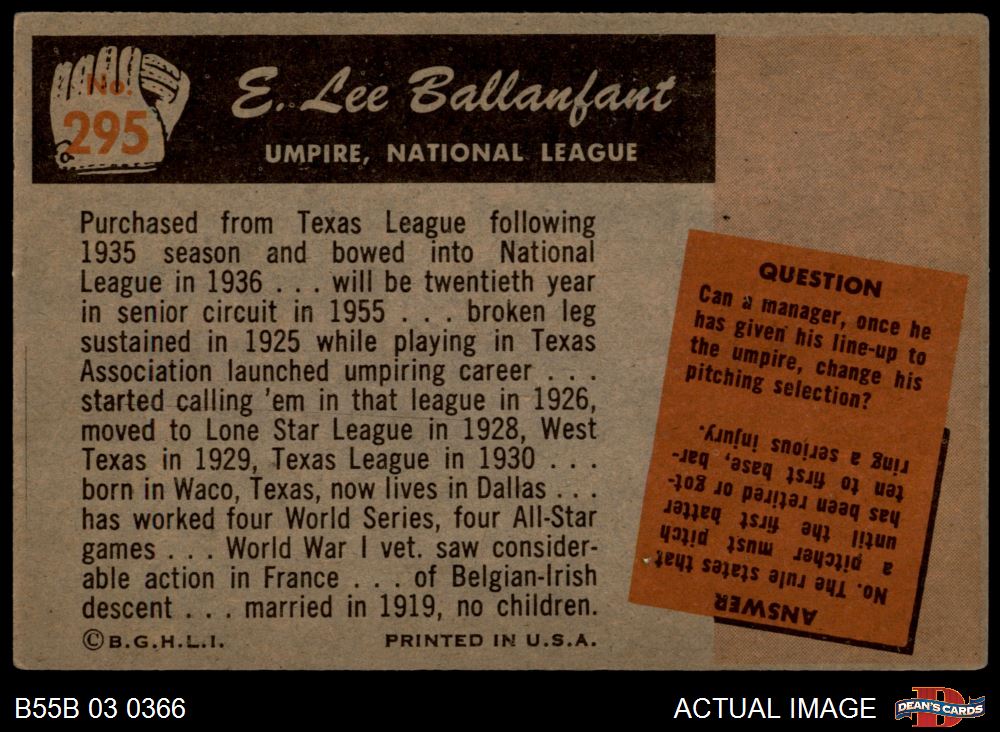 No.
295
E. Lee Ballanfant
UMPIRE, NATIONAL LEAGUE
Purchased from Texas League following
1935 season and bowed into National
League in 1936 . . . will be twentieth year
in senior circuit in 1955 . . . broken leg
sustained in 1925 while playing in Texas
Association launched umpiring career . . .
started calling 'em in that league in 1926,
moved to Lone Star League in 1928, West
Texas in 1929, Texas League in 1930 . . .
born in Waco, Texas, now lives in Dallas . . .
has worked four World Series, four All-Star
games . . . World War I vet. saw consider-
able action in France . . . of Belgian-Irish
descent . . . married in 1919, no children.
©B.G.H.L.I. PRINTED IN U.S.A.
QUESTION
Can a manager, once he
has given his line-up to
the umpire, change his
pitching selection?
ANSWER
No. The rule states that
a pitcher must pitch
until the first batter
has been retired or got-
ten to first base, bar-
ring a serious injury.
B55B 03 0366
ACTUAL IMAGE
D
DEAN'S CARDS